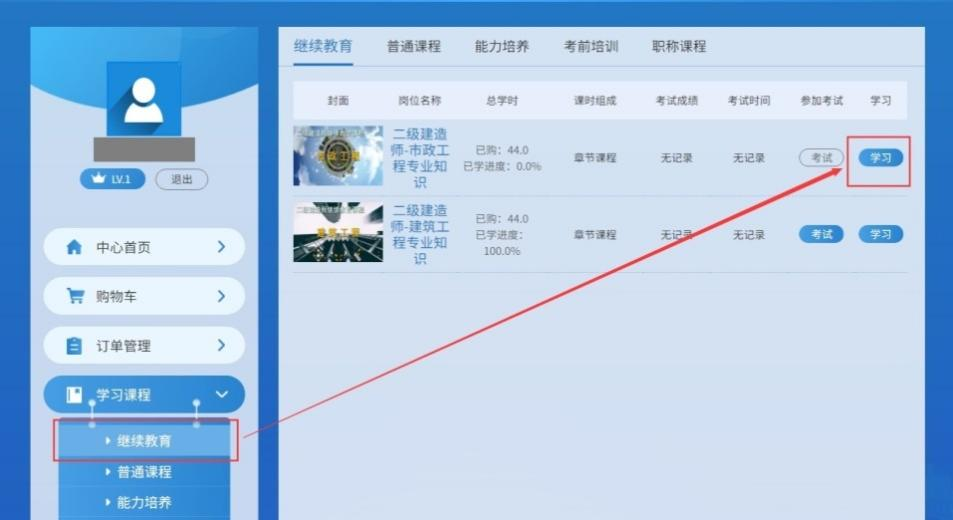 LV.1
退出
中心首页
购物车
订单管理
学习课程
继续教育
普通课程
能力培养
继续教育 普通课程 能力培养 考前培训 职称课程
封面 岗位名称 总学时 课时组成 考试成绩 考试时间 参加考试 学习
市政工程
二级建造
师-市政工
程专业知
识
已购：44.0
已学进度：0.0%
章节课程 无记录 无记录 考试 学习
建筑工程
二级建造
师-建筑工
程专业知
识
已购：44.0
已学进度：
100.0%
章节课程 无记录 无记录 考试 学习